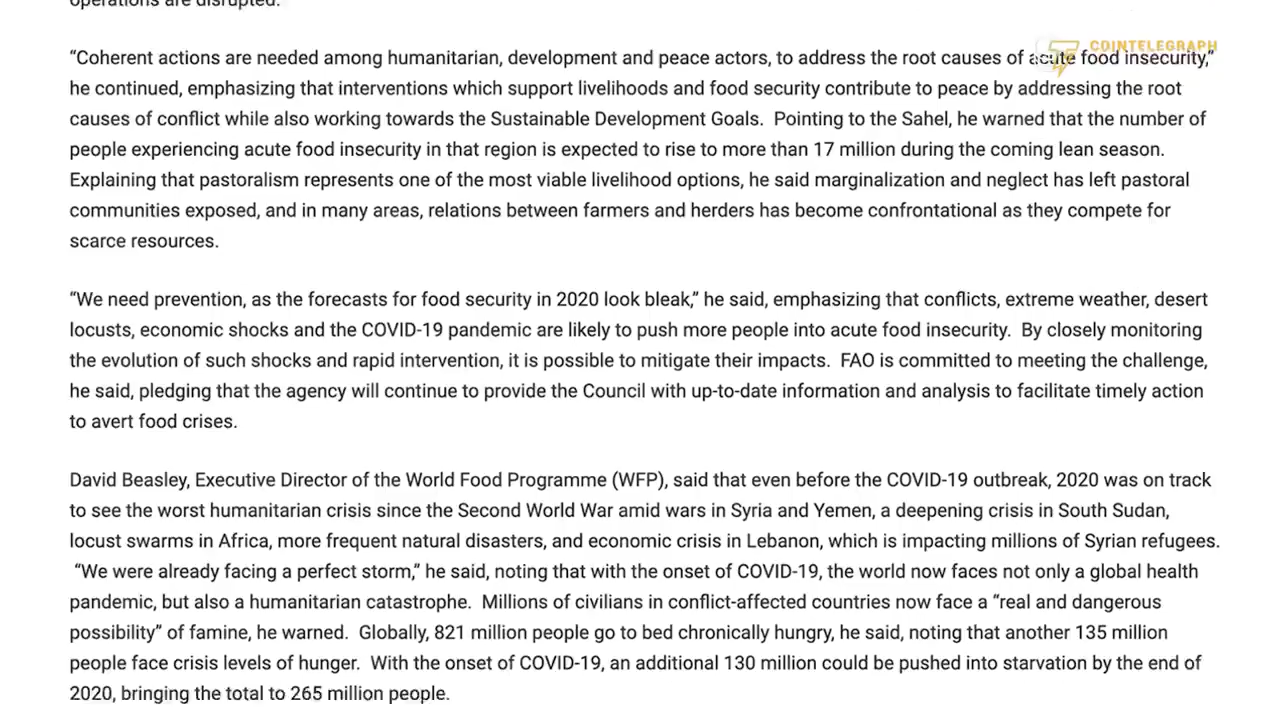 operations are disrupted.
“Coherent actions are needed among humanitarian, development and peace actors, to address the root causes of acute food insecurity,”
COINTELEGRAPH
he continued, emphasizing that interventions which support livelihoods and food security contribute to peace by addressing the root
causes of conflict while also working towards the Sustainable Development Goals.  Pointing to the Sahel, he warned that the number of
people experiencing acute food insecurity in that region is expected to rise to more than 17 million during the coming lean season.
Explaining that pastoralism represents one of the most viable livelihood options, he said marginalization and neglect has left pastoral
communities exposed, and in many areas, relations between farmers and herders has become confrontational as they compete for
scarce resources.
“We need prevention, as the forecasts for food security in 2020 look bleak,” he said, emphasizing that conflicts, extreme weather, desert
locusts, economic shocks and the COVID-19 pandemic are likely to push more people into acute food insecurity.  By closely monitoring
the evolution of such shocks and rapid intervention, it is possible to mitigate their impacts.  FAO is committed to meeting the challenge,
he said, pledging that the agency will continue to provide the Council with up-to-date information and analysis to facilitate timely action
to avert food crises.
David Beasley, Executive Director of the World Food Programme (WFP), said that even before the COVID-19 outbreak, 2020 was on track
to see the worst humanitarian crisis since the Second World War amid wars in Syria and Yemen, a deepening crisis in South Sudan,
locust swarms in Africa, more frequent natural disasters, and economic crisis in Lebanon, which is impacting millions of Syrian refugees.
“We were already facing a perfect storm,” he said, noting that with the onset of COVID-19, the world now faces not only a global health
pandemic, but also a humanitarian catastrophe.  Millions of civilians in conflict-affected countries now face a “real and dangerous
possibility” of famine, he warned.  Globally, 821 million people go to bed chronically hungry, he said, noting that another 135 million
people face crisis levels of hunger.  With the onset of COVID-19, an additional 130 million could be pushed into starvation by the end of
2020, bringing the total to 265 million people.